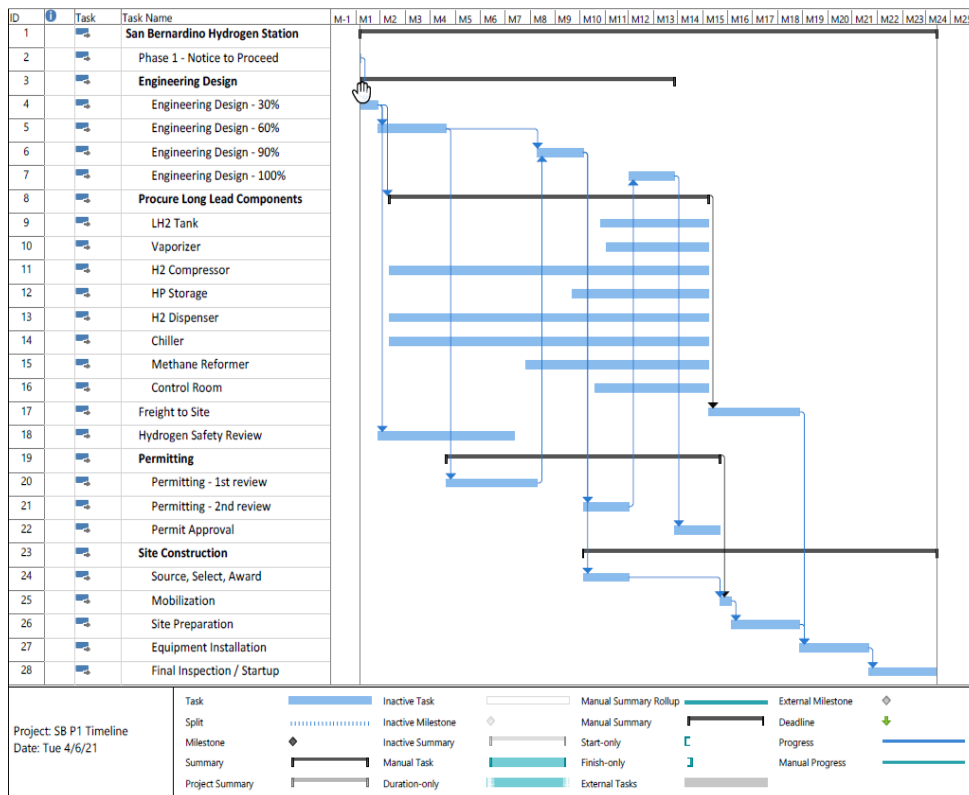 ID Task Task Name M-1 M1 M2 M3 M4 M5 M6 M7 M8 M9 M10 M11 M12 M13 M14 M15 M16 M17 M18 M19 M20 M21 M22 M23 M24 M25
1 San Bernardino Hydrogen Station
2 Phase 1 - Notice to Proceed
3 Engineering Design
4 Engineering Design - 30%
5 Engineering Design - 60%
6 Engineering Design - 90%
7 Engineering Design - 100%
8 Procure Long Lead Components
9 LH2 Tank
10 Vaporizer
11 H2 Compressor
12 HP Storage
13 H2 Dispenser
14 Chiller
15 Methane Reformer
16 Control Room
17 Freight to Site
18 Hydrogen Safety Review
19 Permitting
20 Permitting - 1st review
21 Permitting - 2nd review
22 Permit Approval
23 Site Construction
24 Source, Select, Award
25 Mobilization
26 Site Preparation
27 Equipment Installation
28 Final Inspection / Startup
Project: SB P1 Timeline
Date: Tue 4/6/21
Task Inactive Task Manual Summary Rollup External Milestone
Split Inactive Milestone Manual Summary Deadline
Milestone Inactive Summary Start-only Progress
Summary Manual Task Finish-only Manual Progress
Project Summary Duration-only External Tasks